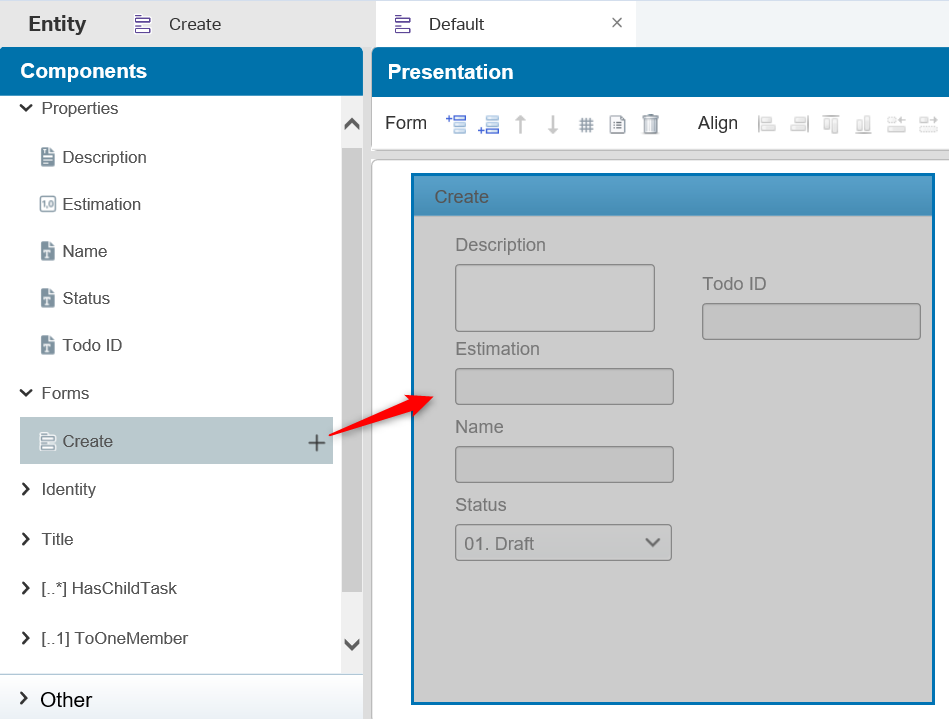 Entity
Create
Default
Components
Presentation
Properties
Form
Align
Description
Estimation
Name
Status
Todo ID
Forms
Create
Identity
Title
[..*] HasChildTask
[..1] ToOneMember
Other
Create
Description
Todo ID
Estimation
Name
Status
01. Draft